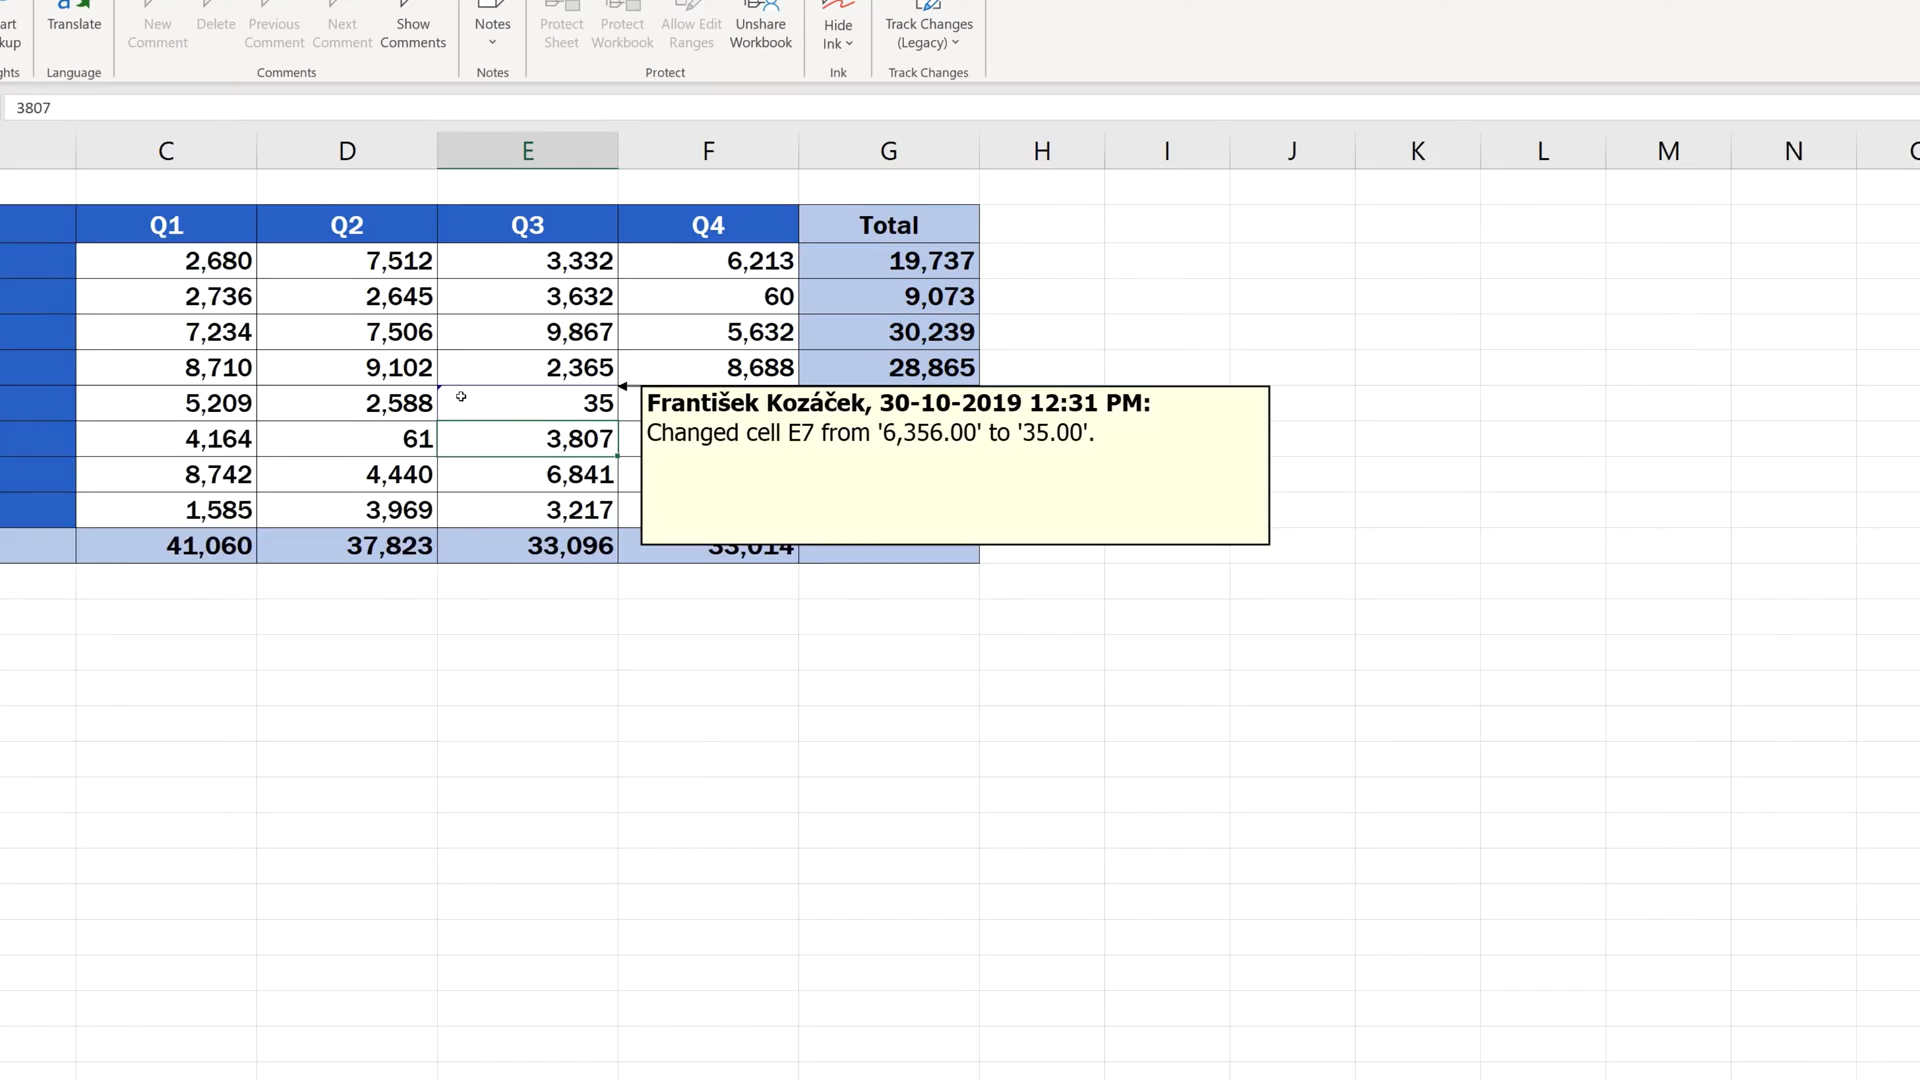 Translate
New Comment
Delete
Previous Comment
Next Comment
Show Comments
Notes
Protect Sheet
Protect Workbook
Allow Edit Ranges
Unshare Workbook
Hide Ink
Track Changes (Legacy)
Language
Comments
Notes
Protect
Ink
Track Changes
3807
C D E F G H I J K L M N
Q1 Q2 Q3 Q4 Total
2,680 7,512 3,332 6,213 19,737
2,736 2,645 3,632 60 9,073
7,234 7,506 9,867 5,632 30,239
8,710 9,102 2,365 8,688 28,865
5,209 2,588 35
František Kozáček, 30-10-2019 12:31 PM:
Changed cell E7 from '6,356.00' to '35.00'.
4,164 61 3,807
8,742 4,440 6,841
1,585 3,969 3,217
41,060 37,823 33,096 33,014